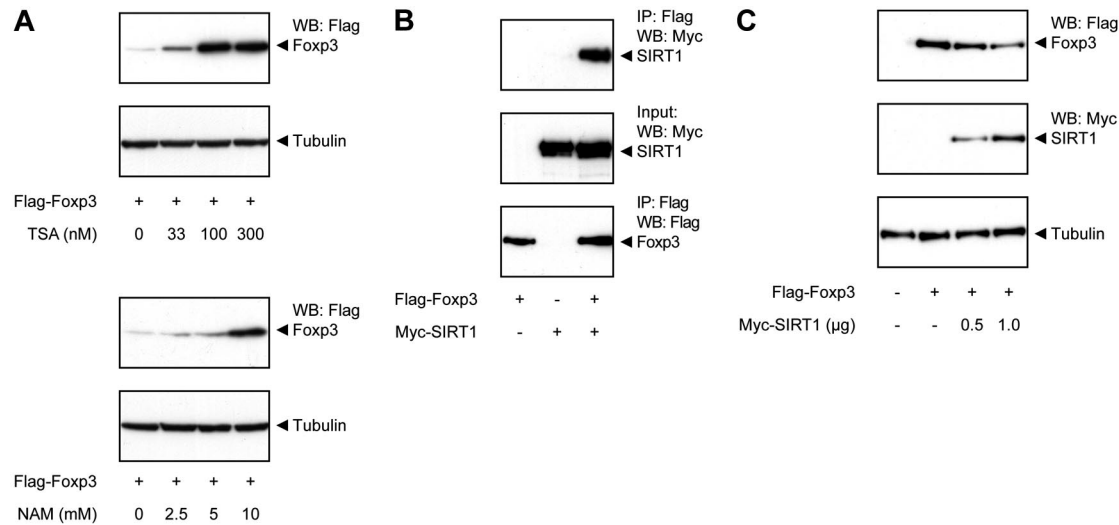 A
WB: Flag
◄ Foxp3
◄ Tubulin
Flag-Foxp3 + + + +
TSA (nM) 0 33 100 300
WB: Flag
◄ Foxp3
◄ Tubulin
Flag-Foxp3 + + + +
NAM (mM) 0 2.5 5 10
B
IP: Flag
WB: Myc
◄ SIRT1
Input:
WB: Myc
◄ SIRT1
IP: Flag
WB: Flag
◄ Foxp3
Flag-Foxp3 + - +
Myc-SIRT1 - + +
C
WB: Flag
◄ Foxp3
WB: Myc
◄ SIRT1
◄ Tubulin
Flag-Foxp3 - + + +
Myc-SIRT1 (µg) - - 0.5 1.0